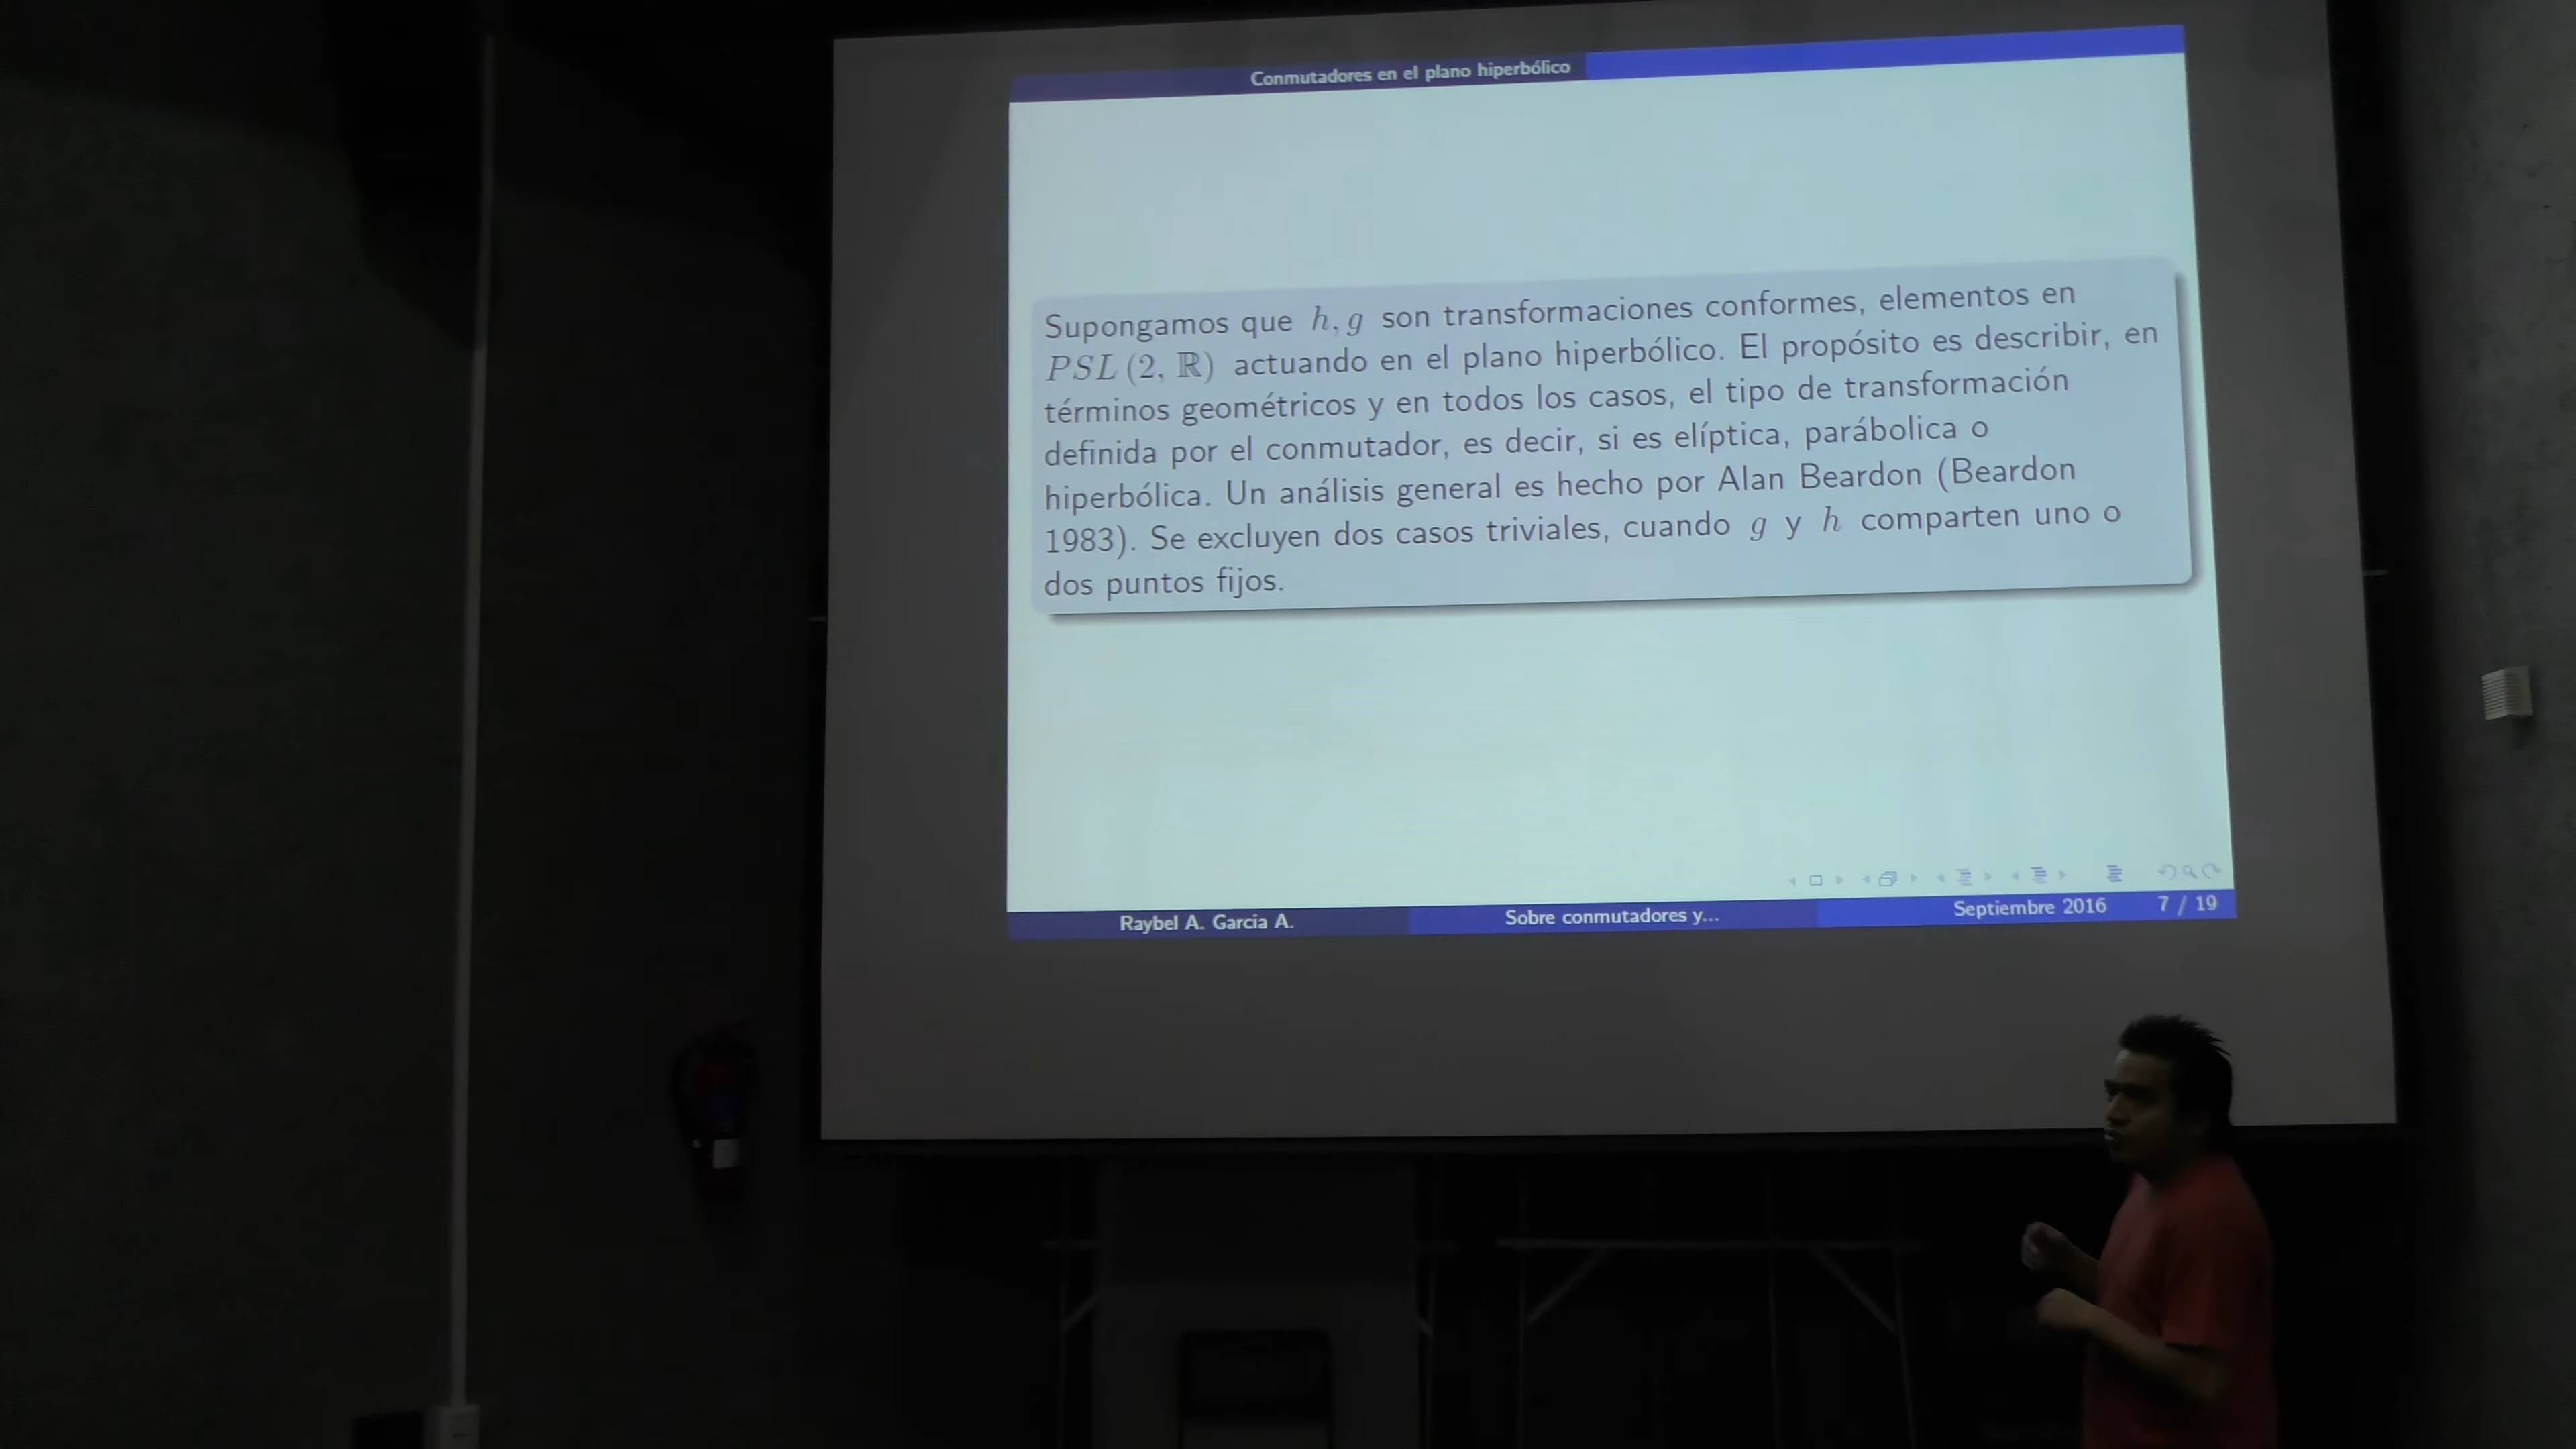 Conmutadores en el plano hiperbólico
Supongamos que h, g son transformaciones conformes, elementos en
PSL (2, ℝ) actuando en el plano hiperbólico. El propósito es describir, en
términos geométricos y en todos los casos, el tipo de transformación
definida por el conmutador, es decir, si es elíptica, parábolica o
hiperbólica. Un análisis general es hecho por Alan Beardon (Beardon
1983). Se excluyen dos casos triviales, cuando g y h comparten uno o
dos puntos fijos.
Raybel A. Garcia A. Sobre conmutadores y... Septiembre 2016 7 / 19